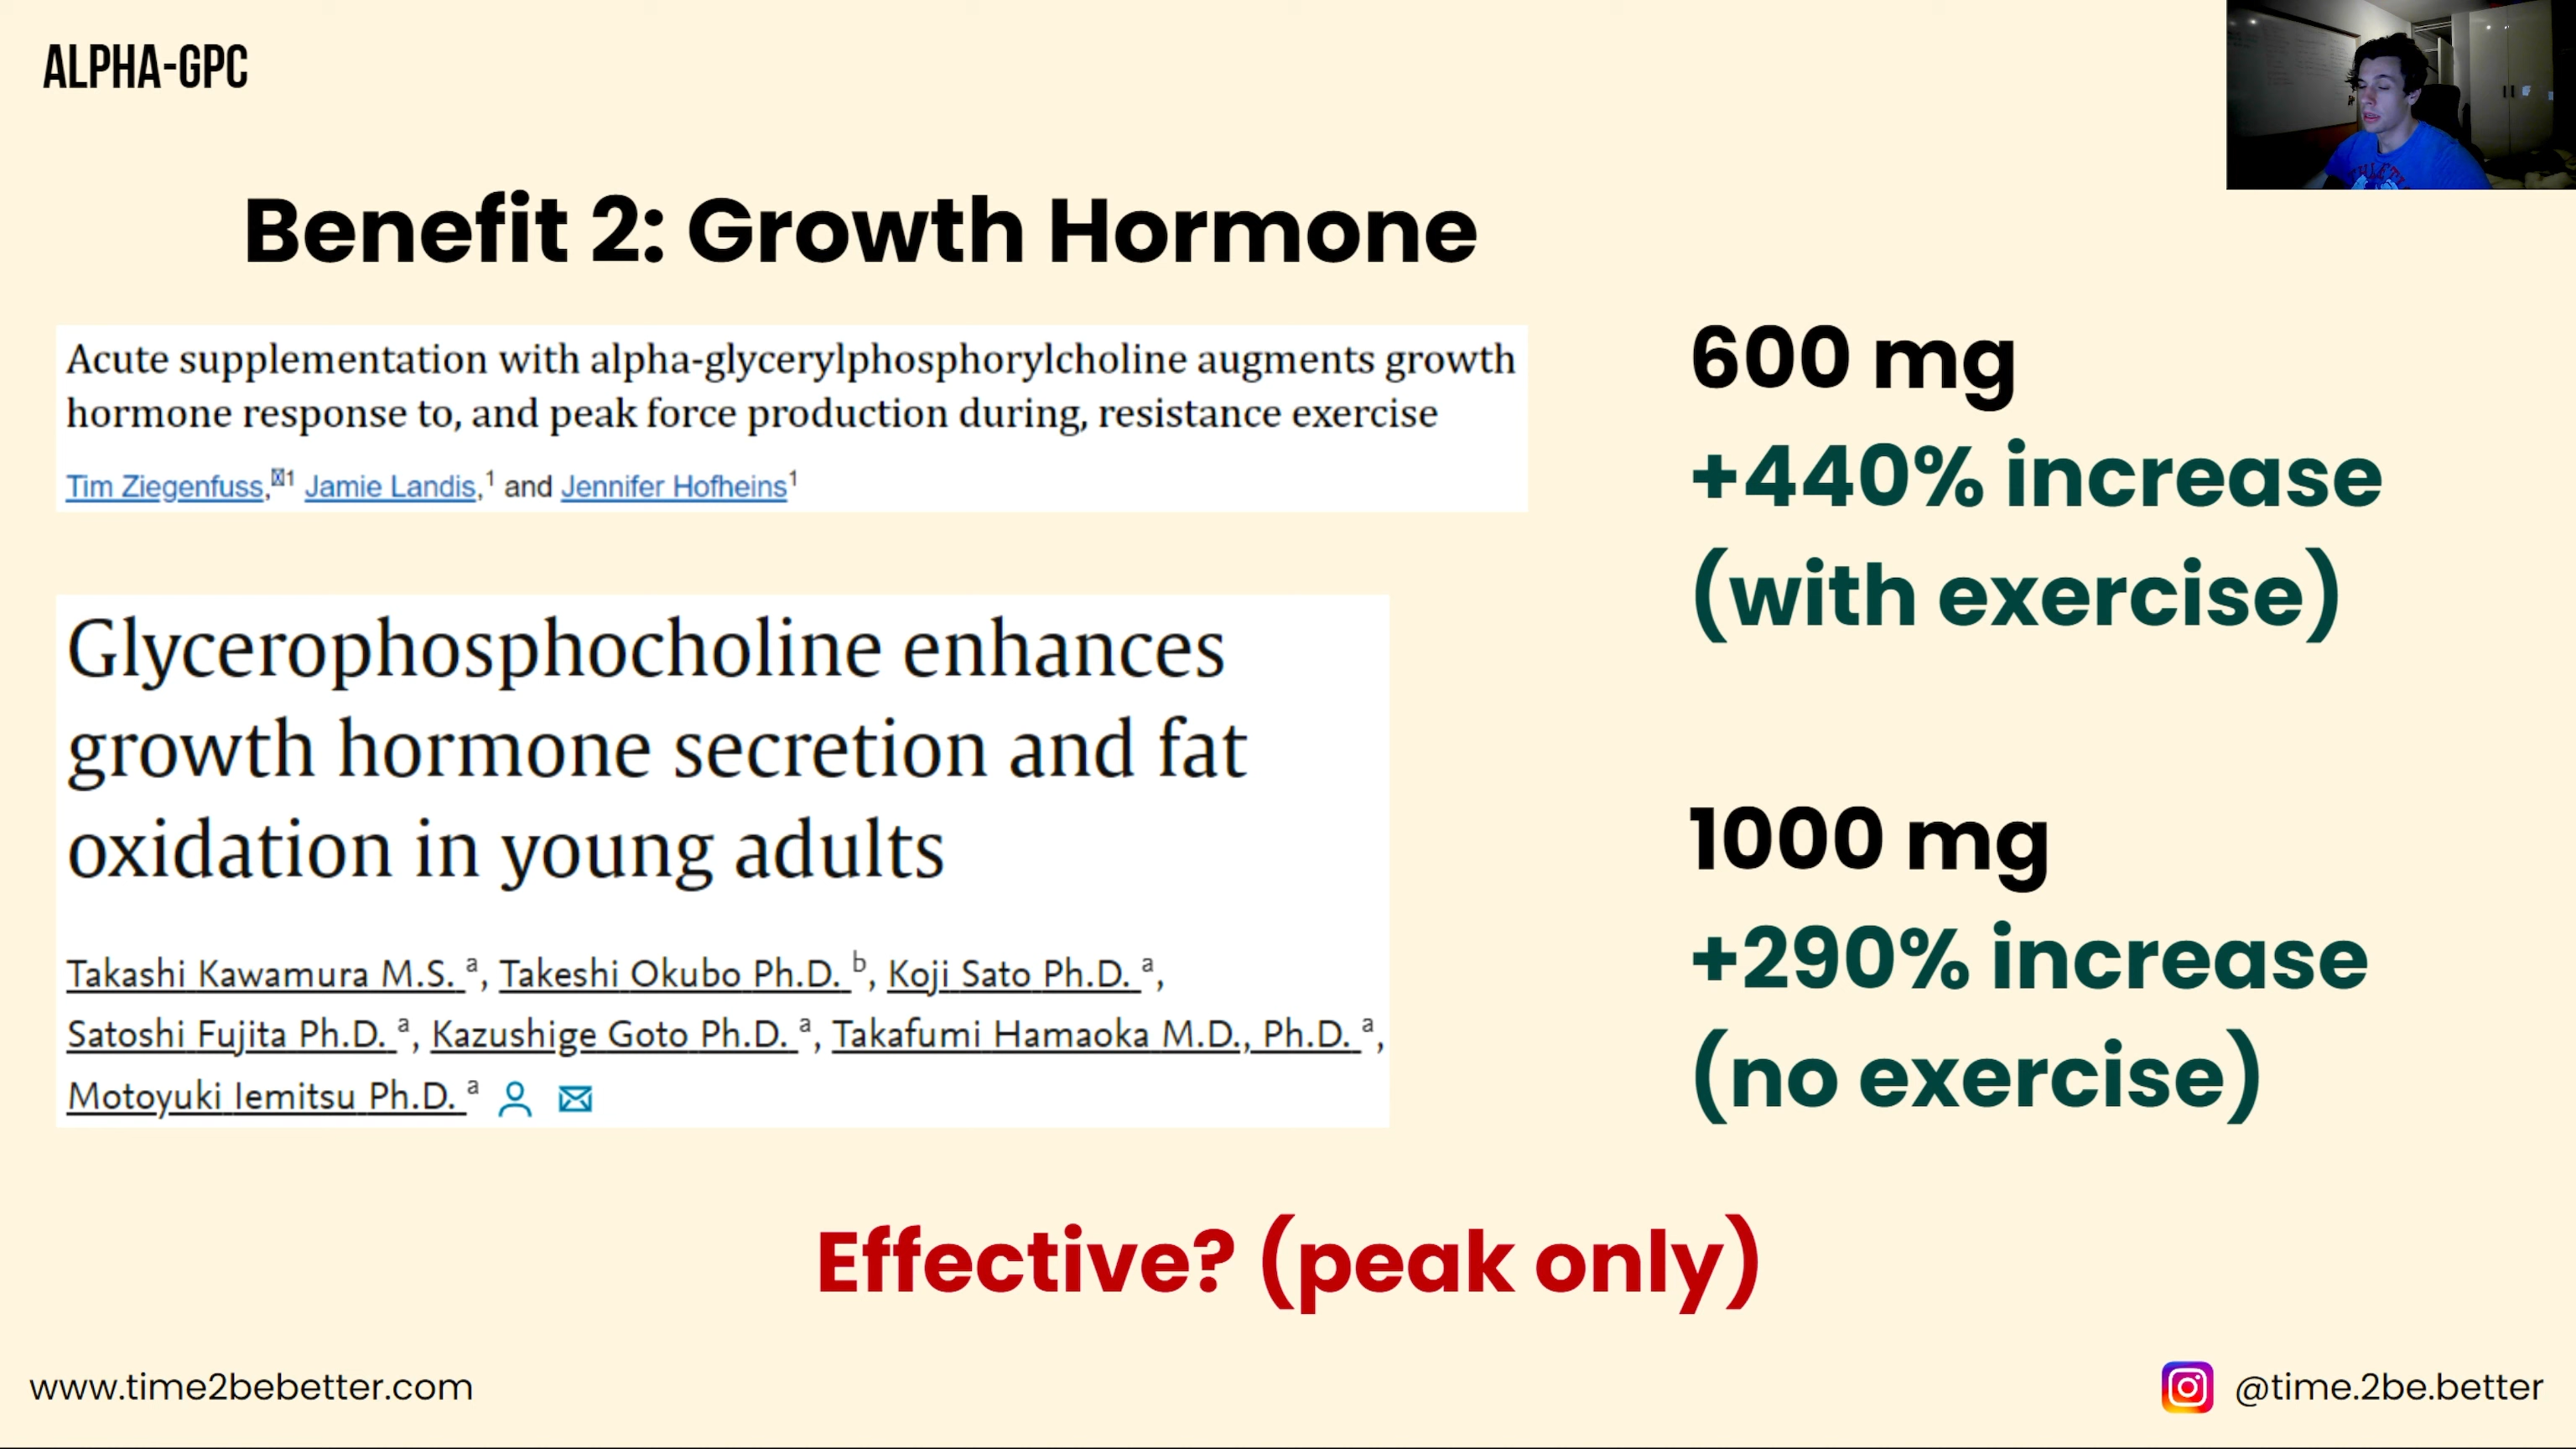 ALPHA-GPC
Benefit 2: Growth Hormone
Acute supplementation with alpha-glycerylphosphorylcholine augments growth
hormone response to, and peak force production during, resistance exercise
Tim Ziegenfuss,1 Jamie Landis,1 and Jennifer Hofheins1
600 mg
+440% increase
(with exercise)
Glycerophosphocholine enhances
growth hormone secretion and fat
oxidation in young adults
Takashi Kawamura M.S. a, Takeshi Okubo Ph.D. b, Koji Sato Ph.D. a,
Satoshi Fujita Ph.D. a, Kazushige Goto Ph.D. a, Takafumi Hamaoka M.D., Ph.D. a,
Motoyuki Iemitsu Ph.D. a
1000 mg
+290% increase
(no exercise)
Effective? (peak only)
www.time2bebetter.com
@time.2be.better